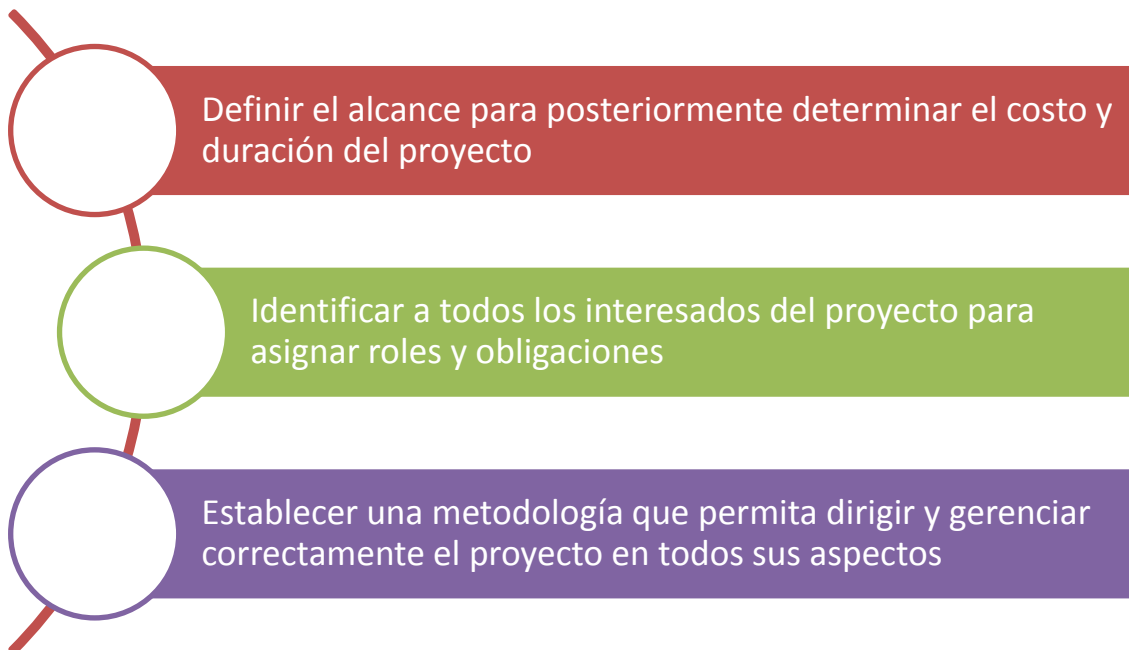 Definir el alcance para posteriormente determinar el costo y
duración del proyecto
Identificar a todos los interesados del proyecto para
asignar roles y obligaciones
Establecer una metodología que permita dirigir y gerenciar
correctamente el proyecto en todos sus aspectos